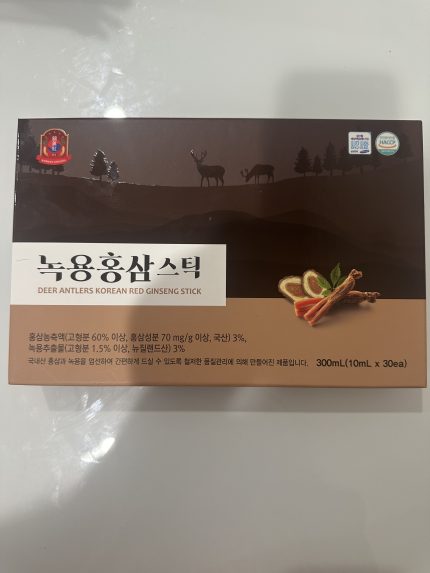 HACCP
녹용홍삼스틱
DEER ANTLERS KOREAN RED GINSENG STICK
홍삼농축액(고형분 60% 이상, 홍삼성분 70 mg/g 이상, 국산) 3%,
녹용추출물(고형분 1.5% 이상, 뉴질랜드산) 3%
국내산 홍삼과 녹용을 엄선하여 간편하게 드실 수 있도록 철저한 품질관리에 의해 만들어진 제품입니다.
300mL(10mL x 30ea)